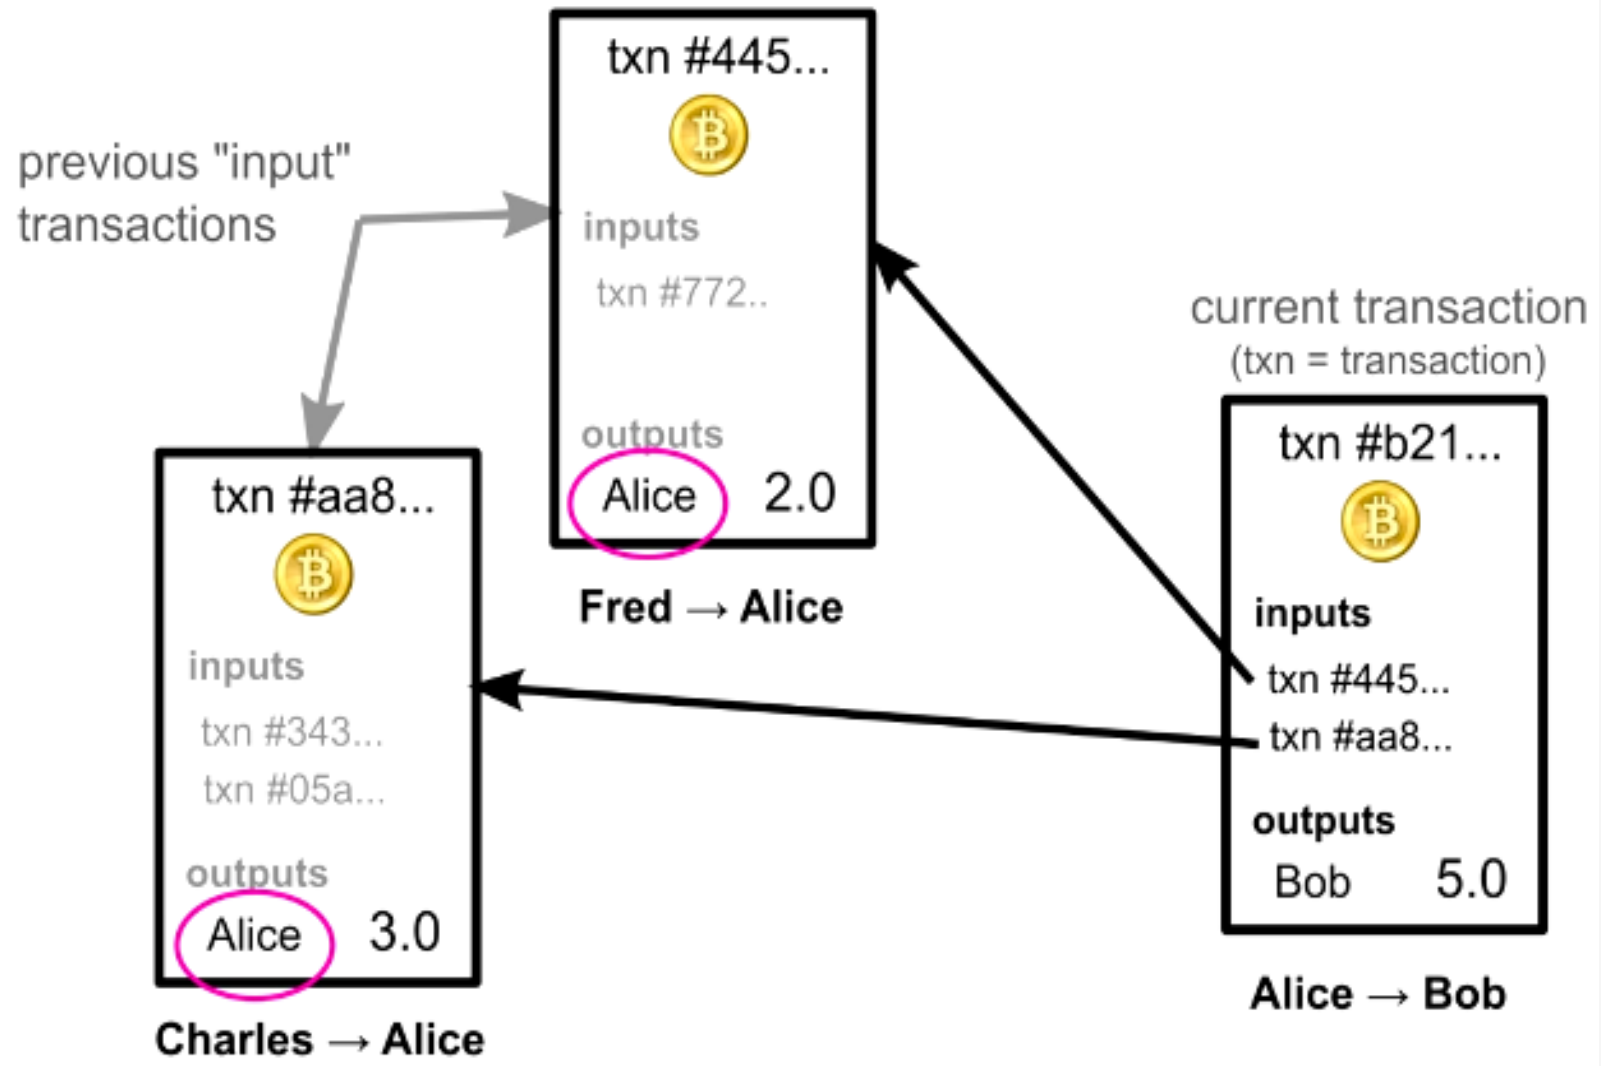 txn #445...
previous "input"
transactions
inputs
txn #772..
outputs
Alice 2.0
Fred → Alice
current transaction
(txn = transaction)
txn #aa8...
inputs
txn #343...
txn #05a...
outputs
Alice 3.0
Charles → Alice
txn #b21...
inputs
txn #445...
txn #aa8...
outputs
Bob 5.0
Alice → Bob